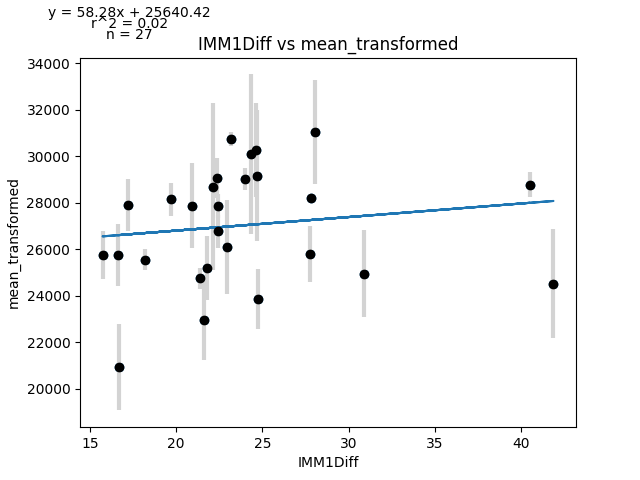 y = 58.28x + 25640.42
r^2 = 0.02
n = 27
IMM1Diff vs mean_transformed
34000
32000
30000
28000
26000
24000
22000
20000
mean_transformed
15 20 25 30 35 40
IMM1Diff